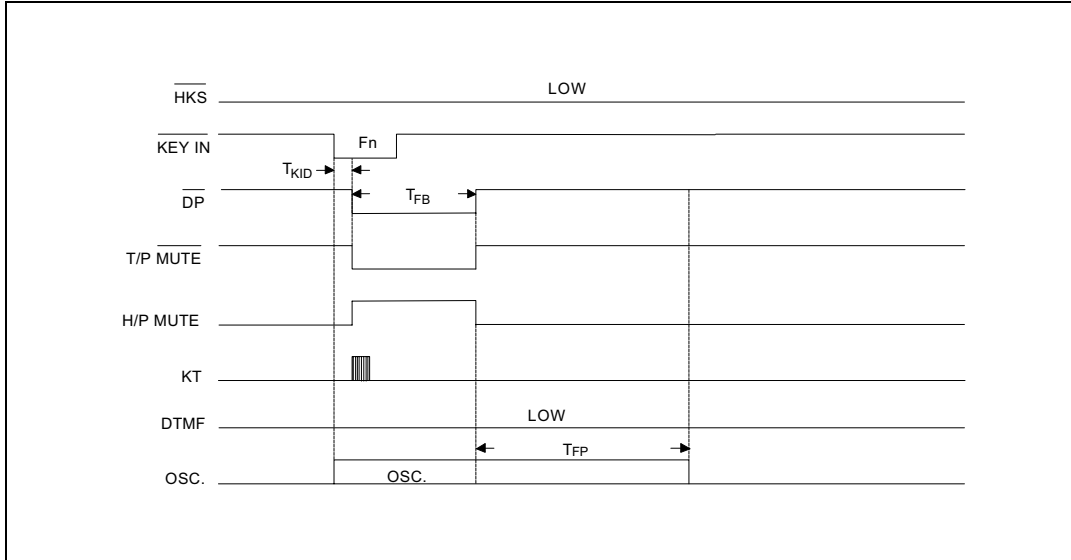 LOW
HKS
KEY IN
Fn
TKID
DP
TFB
T/P MUTE
H/P MUTE
KT
DTMF
LOW
TFP
OSC.
OSC.